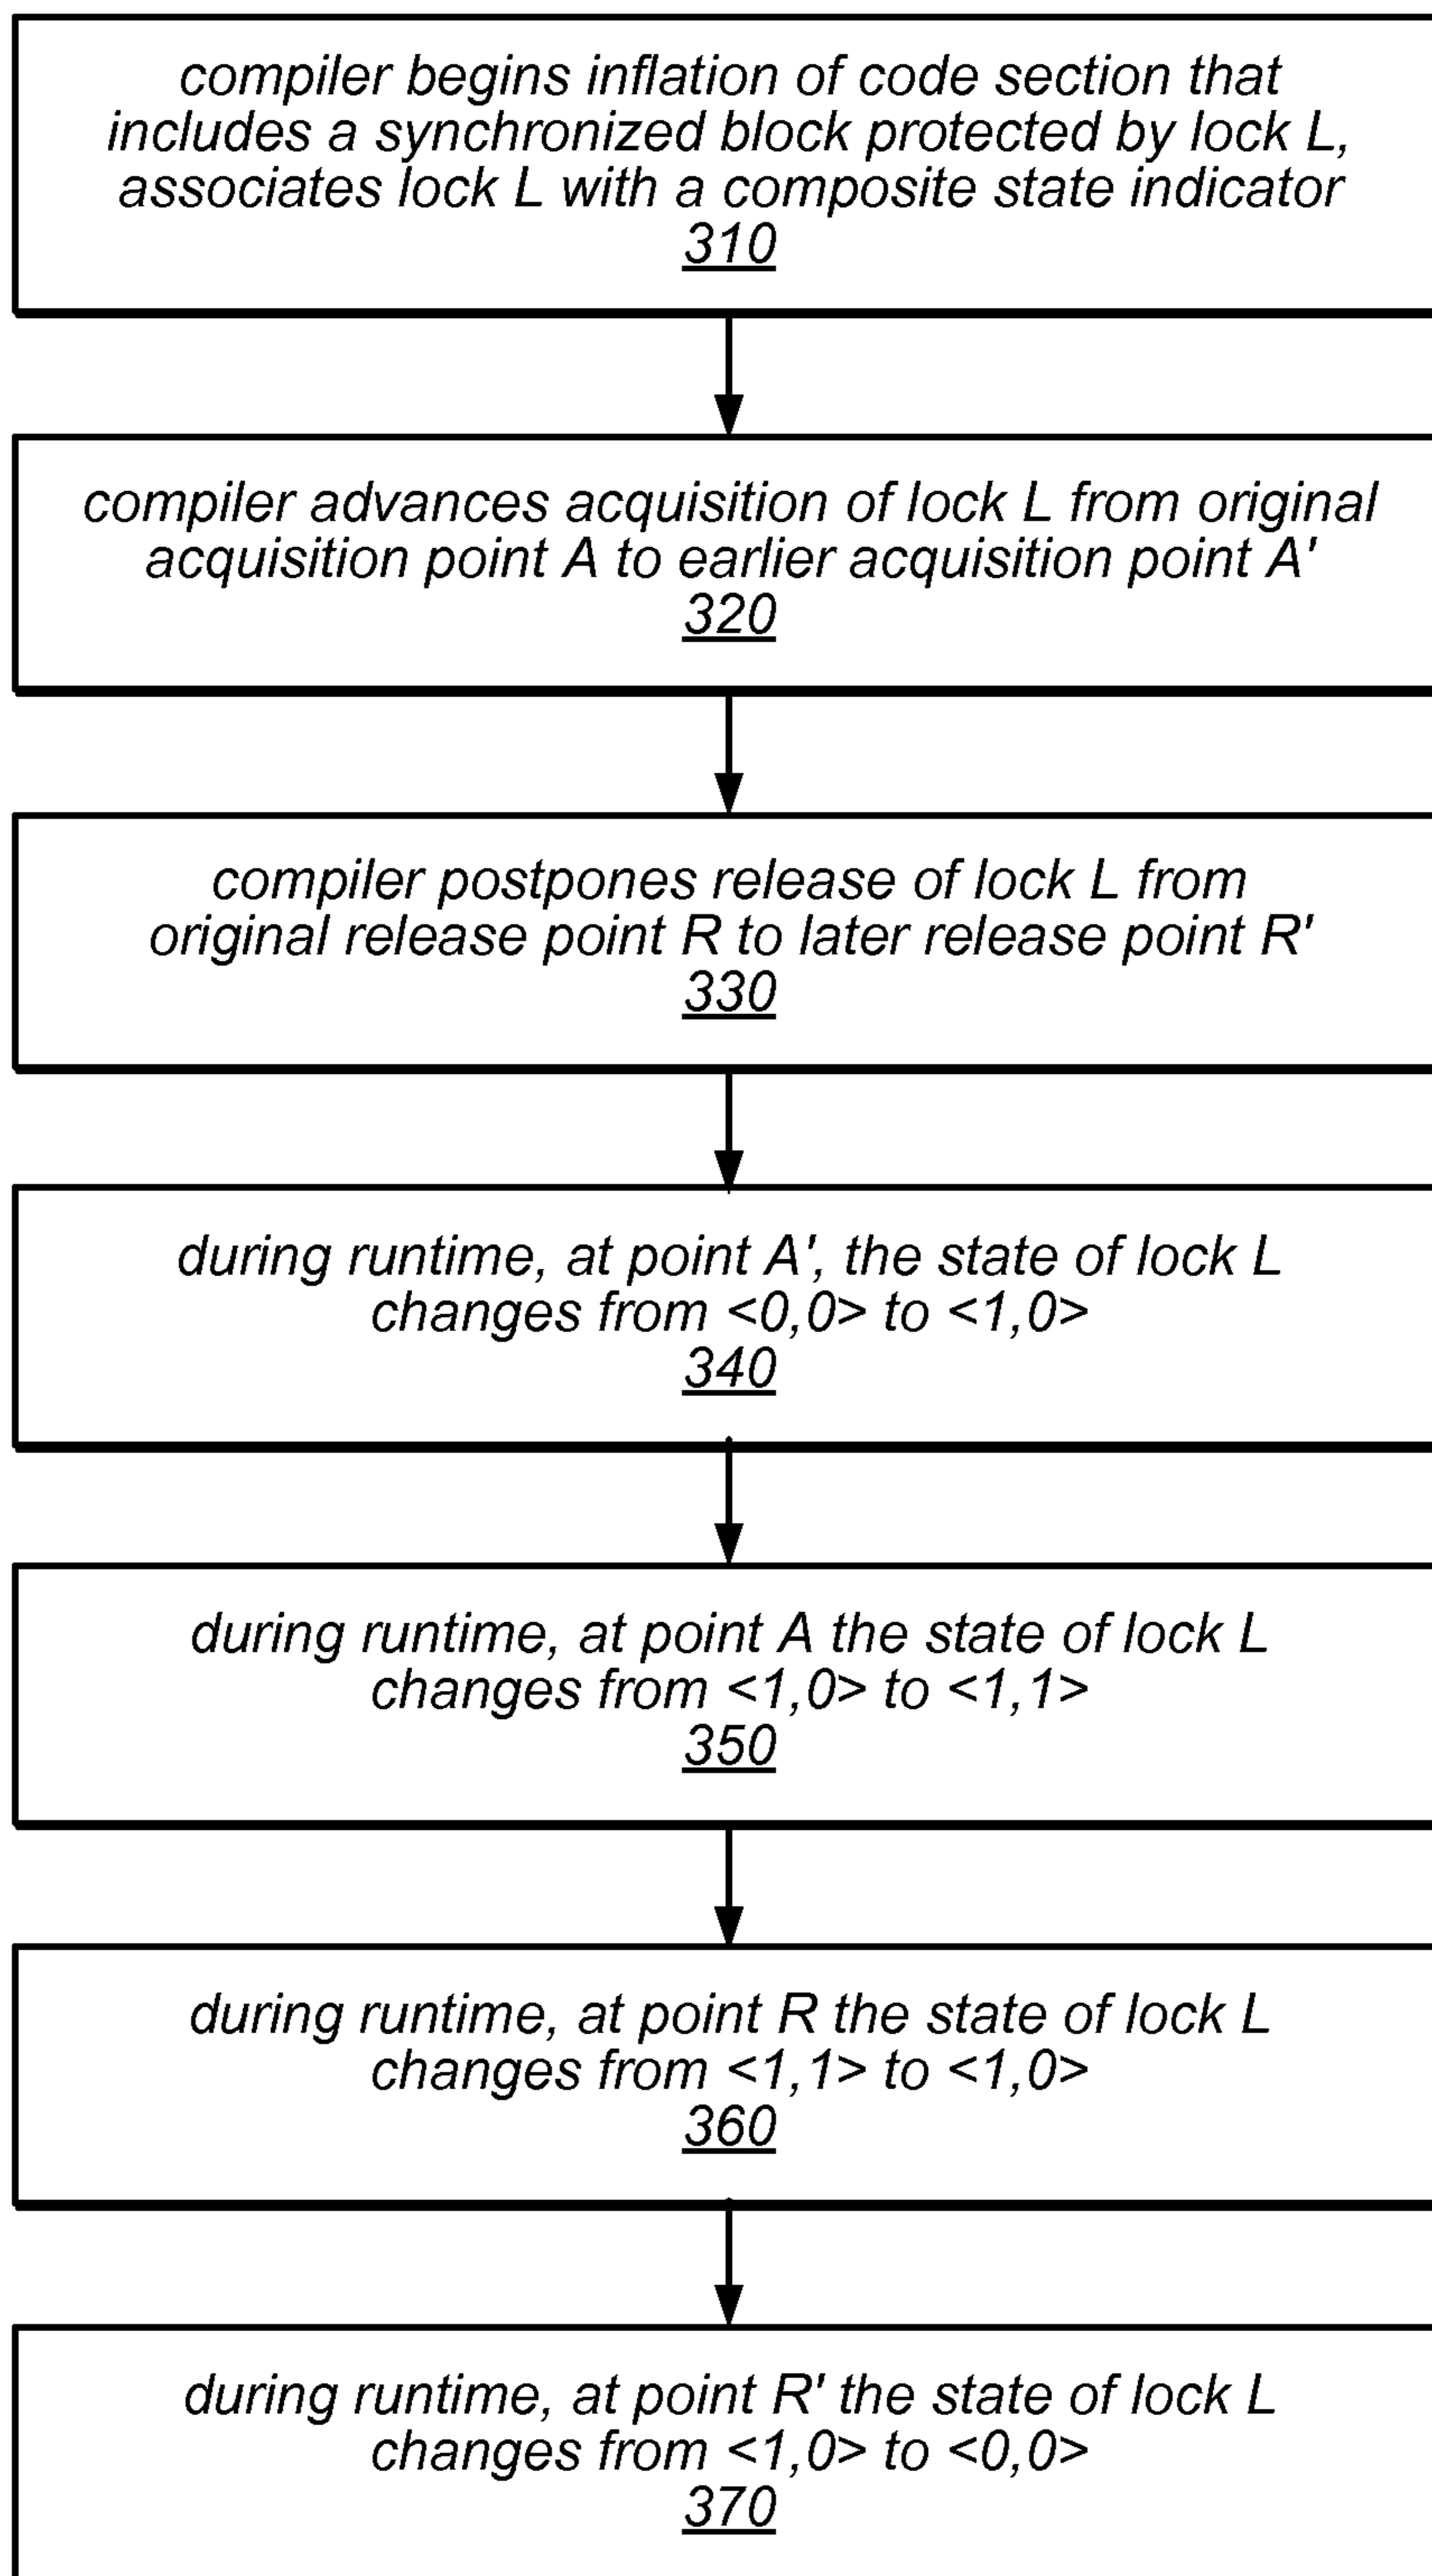 compiler begins inflation of code section that
includes a synchronized block protected by lock L,
associates lock L with a composite state indicator
310
compiler advances acquisition of lock L from original
acquisition point A to earlier acquisition point A'
320
compiler postpones release of lock L from
original release point R to later release point R'
330
during runtime, at point A', the state of lock L
changes from <0,0> to <1,0>
340
during runtime, at point A the state of lock L
changes from <1,0> to <1,1>
350
during runtime, at point R the state of lock L
changes from <1,1> to <1,0>
360
during runtime, at point R' the state of lock L
changes from <1,0> to <0,0>
370